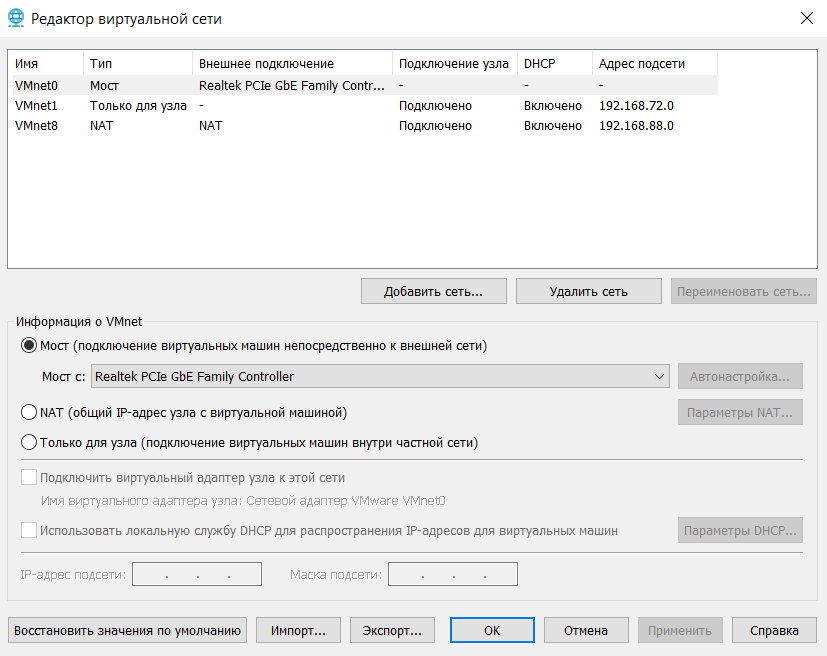 Редактор виртуальной сети
Имя Тип Внешнее подключение Подключение узла DHCP Адрес подсети
VMnet0 Мост Realtek PCIe GbE Family Contr... - - -
VMnet1 Только для узла - Подключено Включено 192.168.72.0
VMnet8 NAT NAT Подключено Включено 192.168.88.0
Добавить сеть... Удалить сеть Переименовать сеть...
Информация о VMnet
Мост (подключение виртуальных машин непосредственно к внешней сети)
Мост с: Realtek PCIe GbE Family Controller Автонастройка...
NAT (общий IP-адрес узла с виртуальной машиной) Параметры NAT...
Только для узла (подключение виртуальных машин внутри частной сети)
Подключить виртуальный адаптер узла к этой сети
Имя виртуального адаптера узла: Сетевой адаптер VMware VMnet0
Использовать локальную службу DHCP для распространения IP-адресов для виртуальных машин Параметры DHCP...
IP-адрес подсети: . . . Маска подсети: . . .
Восстановить значения по умолчанию Импорт... Экспорт... ОК Отмена Применить Справка